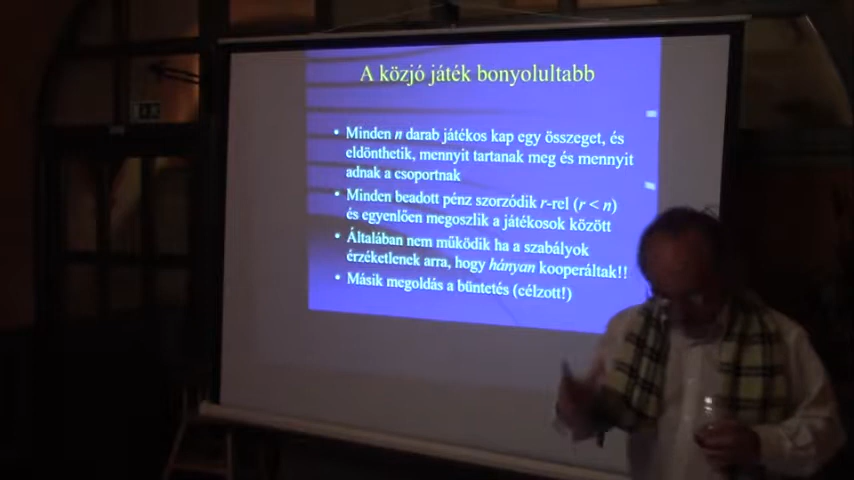 A közjó játék bonyolultabb
• Minden n darab játékos kap egy összeget, és
eldönthetik, mennyit tartanak meg és mennyit
adnak a csoportnak
• Minden beadott pénz szorzódik r-rel (r < n)
és egyenlően megoszlik a játékosok között
• Általában nem működik ha a szabályok
érzéketlenek arra, hogy hányan kooperáltak!!
• Másik megoldás a büntetés (célzott!)